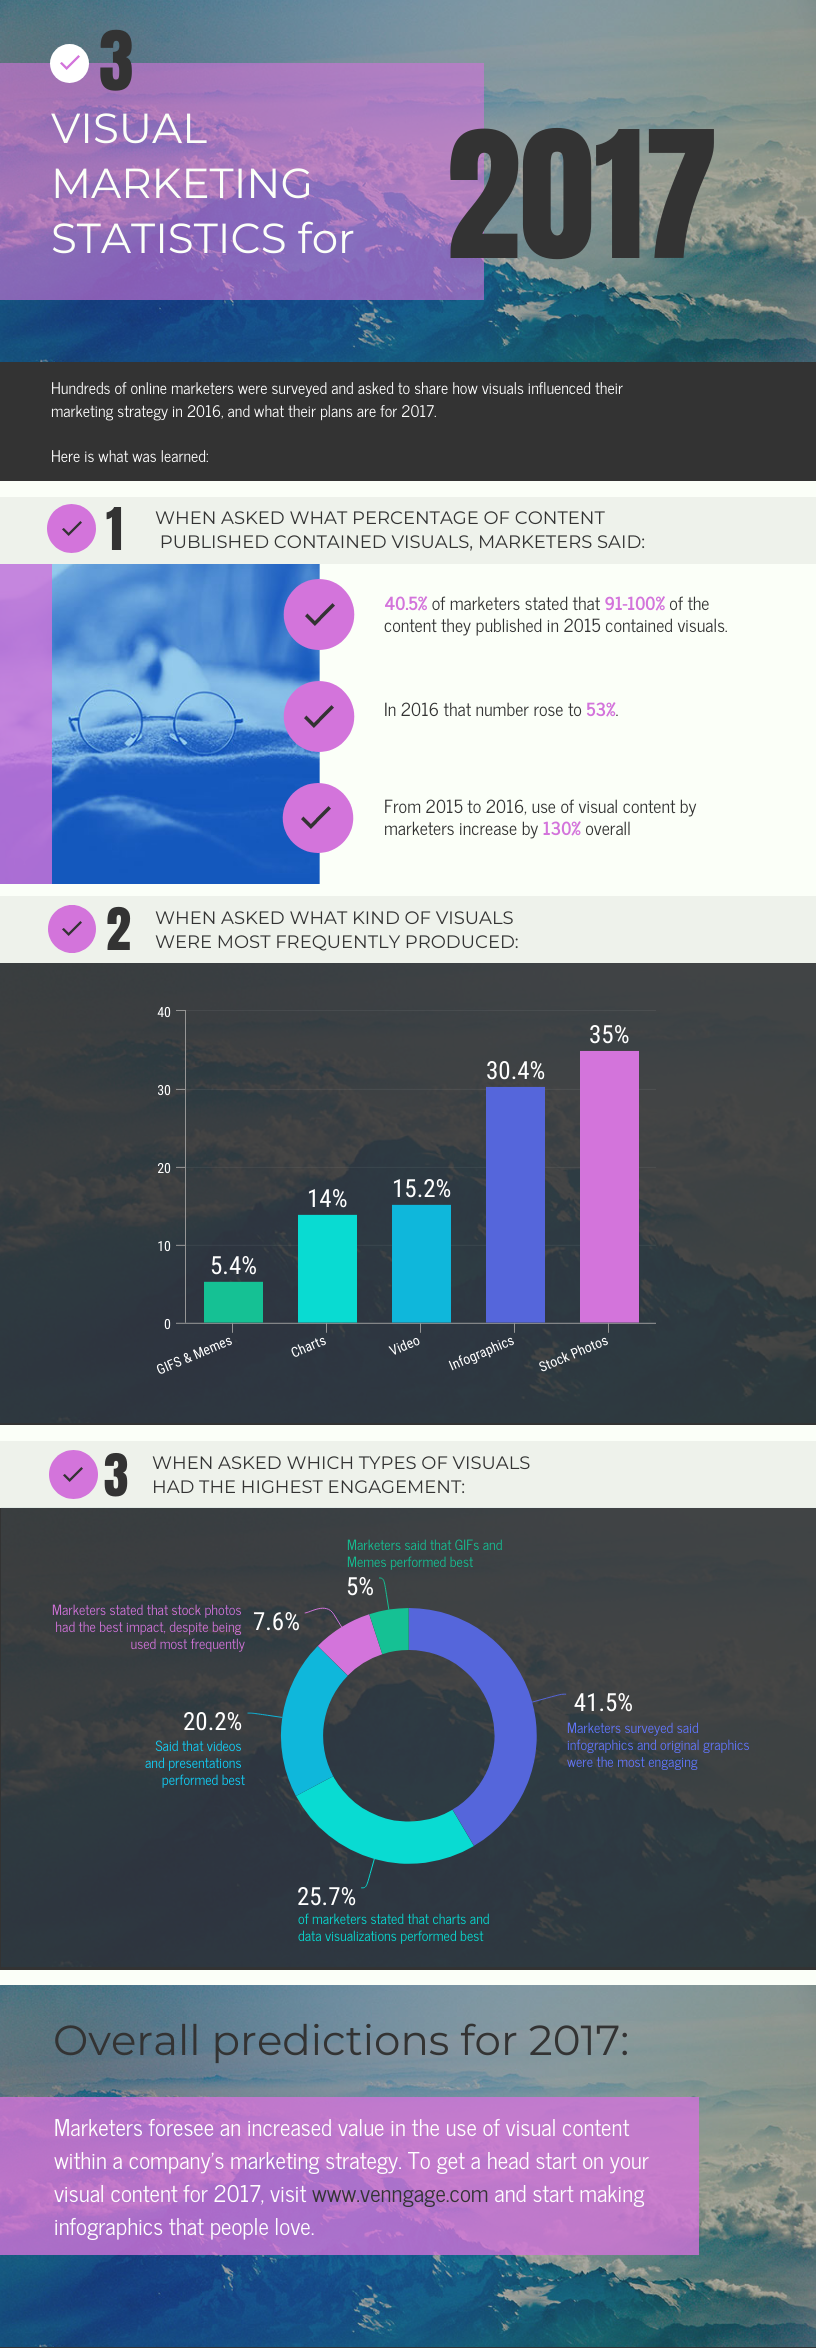 3
VISUAL
MARKETING
STATISTICS for
2017
Hundreds of online marketers were surveyed and asked to share how visuals influenced their
marketing strategy in 2016, and what their plans are for 2017.
Here is what was learned:
1
WHEN ASKED WHAT PERCENTAGE OF CONTENT
PUBLISHED CONTAINED VISUALS, MARKETERS SAID:
40.5% of marketers stated that 91-100% of the
content they published in 2015 contained visuals.
In 2016 that number rose to 53%.
From 2015 to 2016, use of visual content by
marketers increase by 130% overall
2
WHEN ASKED WHAT KIND OF VISUALS
WERE MOST FREQUENTLY PRODUCED:
40
30
20
10
0
5.4%
14%
15.2%
30.4%
35%
GIFS & Memes
Charts
Video
Infographics
Stock Photos
3
WHEN ASKED WHICH TYPES OF VISUALS
HAD THE HIGHEST ENGAGEMENT:
Marketers said that GIFs and
Memes performed best
5%
Marketers stated that stock photos
had the best impact, despite being
used most frequently
7.6%
20.2%
Said that videos
and presentations
performed best
41.5%
Marketers surveyed said
infographics and original graphics
were the most engaging
25.7%
of marketers stated that charts and
data visualizations performed best
Overall predictions for 2017:
Marketers foresee an increased value in the use of visual content
within a company's marketing strategy. To get a head start on your
visual content for 2017, visit www.venngage.com and start making
infographics that people love.